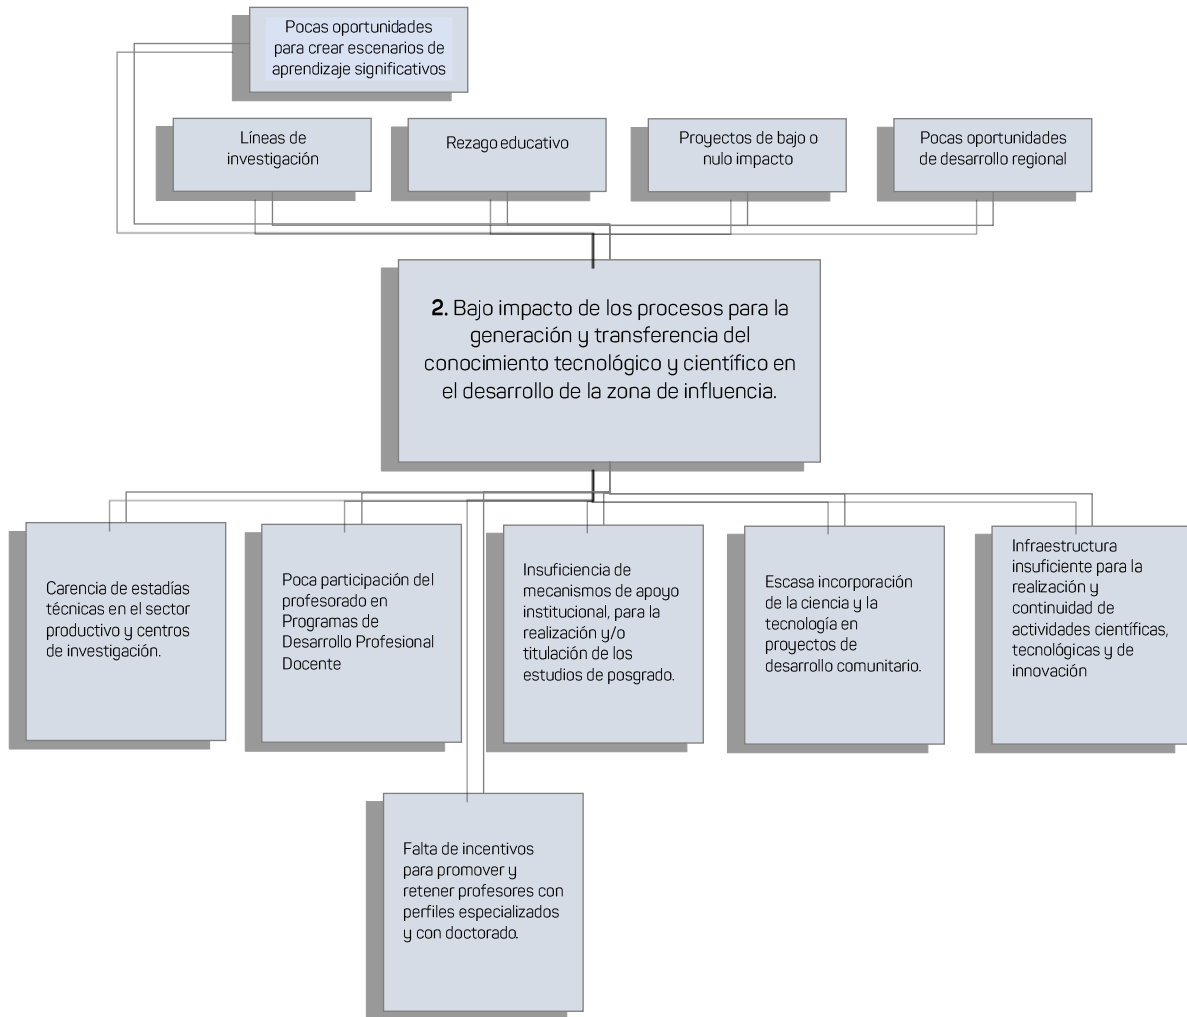 Pocas oportunidades
para crear escenarios de
aprendizaje significativos
Líneas de
investigación
Rezago educativo
Proyectos de bajo o
nulo impacto
Pocas oportunidades
de desarrollo regional
2. Bajo impacto de los procesos para la
generación y transferencia del
conocimiento tecnológico y científico en
el desarrollo de la zona de influencia.
Carencia de estadías
técnicas en el sector
productivo y centros
de investigación.
Poca participación del
profesorado en
Programas de
Desarrollo Profesional
Docente
Insuficiencia de
mecanismos de apoyo
institucional, para la
realización y/o
titulación de los
estudios de posgrado.
Escasa incorporación
de la ciencia y la
tecnología en
proyectos de
desarrollo comunitario.
Infraestructura
insuficiente para la
realización y
continuidad de
actividades científicas,
tecnológicas y de
innovación
Falta de incentivos
para promover y
retener profesores con
perfiles especializados
y con doctorado.